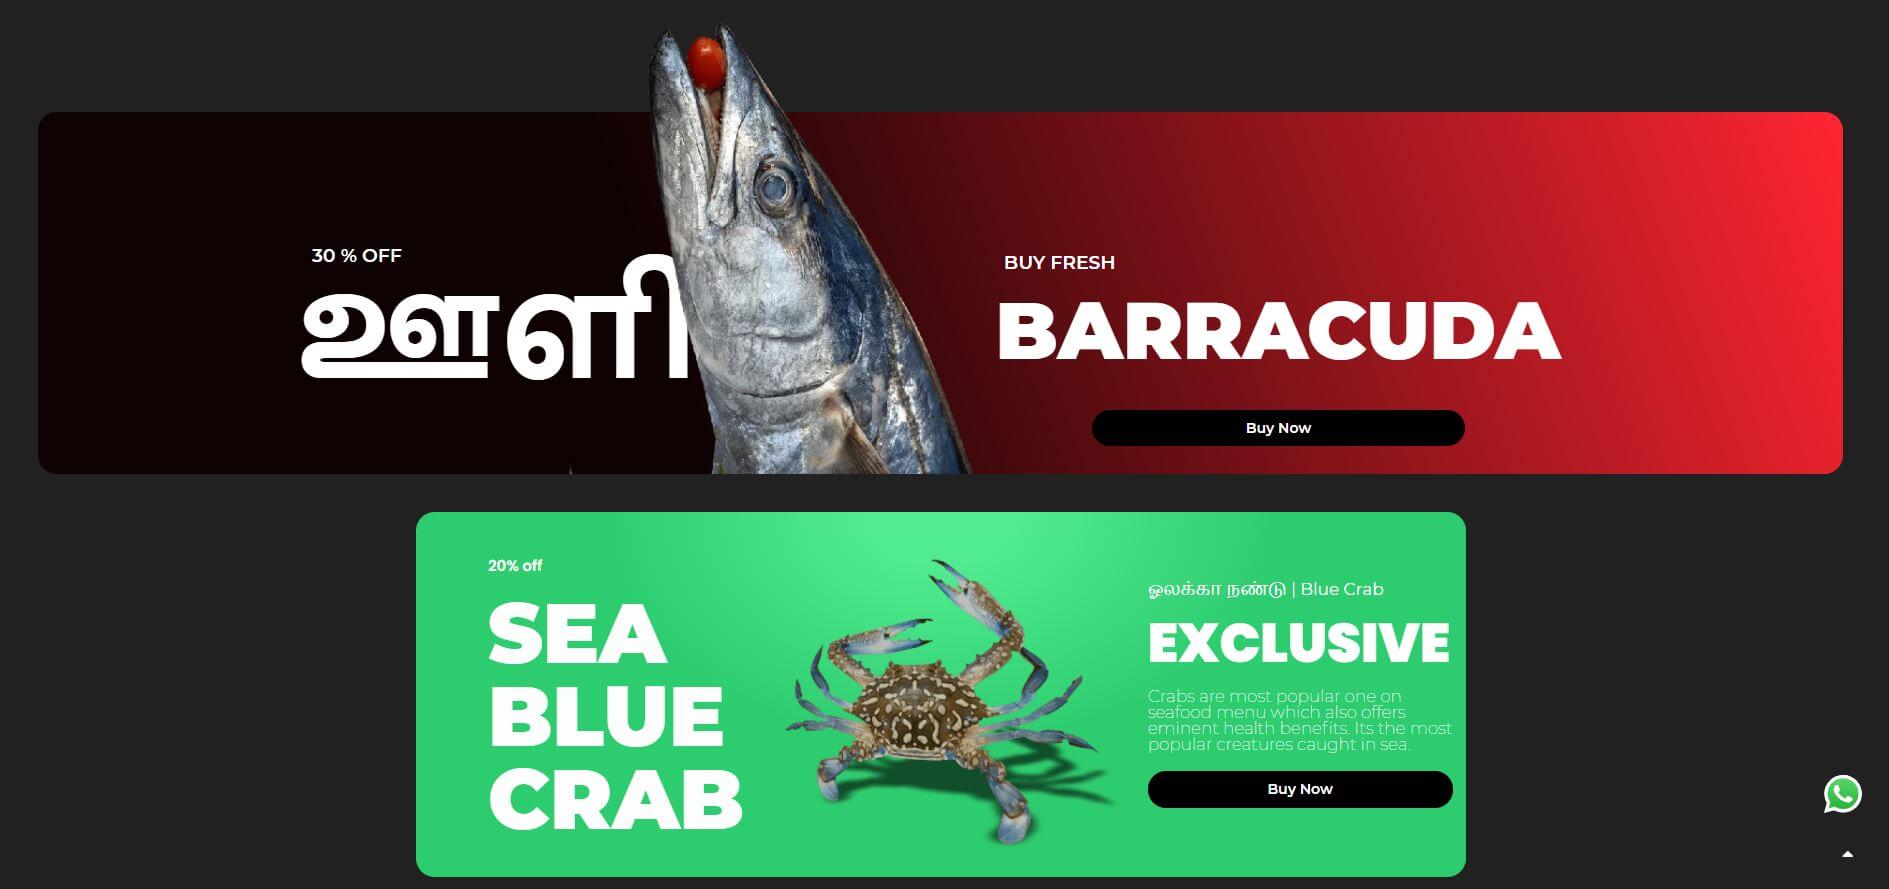 30 % OFF
ஊளி
BUY FRESH
BARRACUDA
Buy Now
20% off
SEA
BLUE
CRAB
ஓலக்கா நண்டு | Blue Crab
EXCLUSIVE
Crabs are most popular one on
seafood menu which also offers
eminent health benefits. Its the most
popular creatures caught in sea.
Buy Now